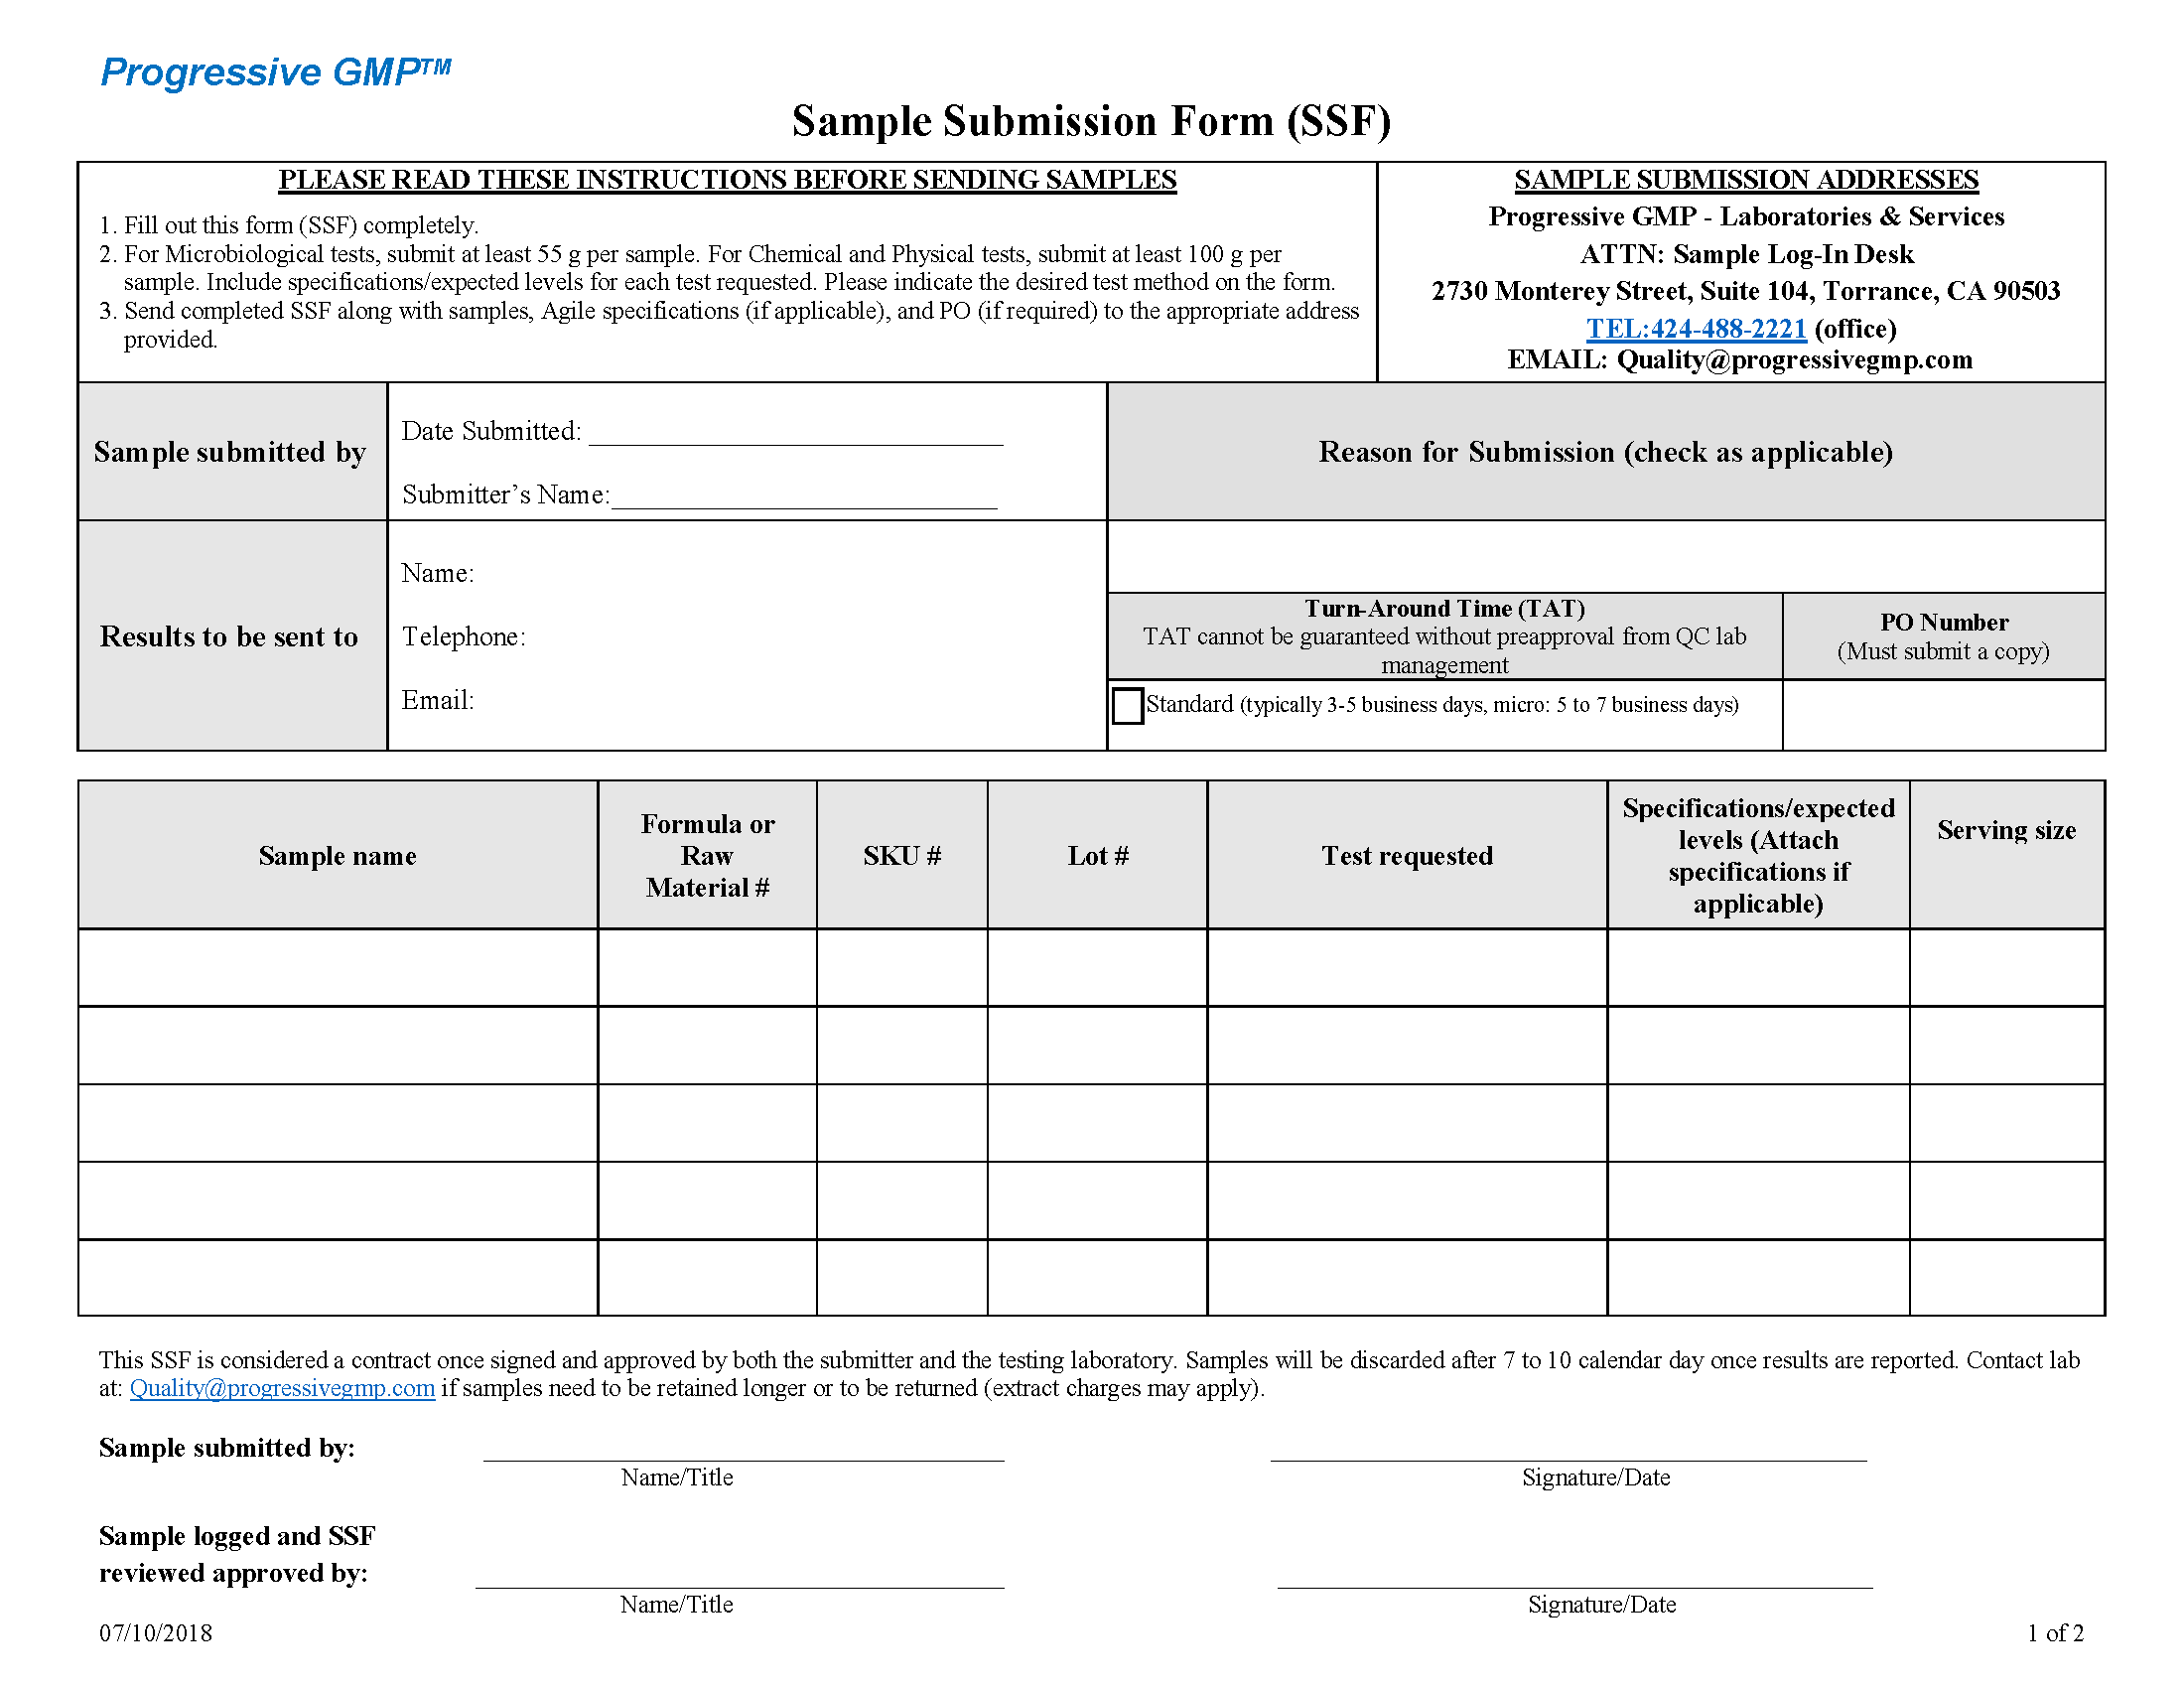 Progressive GMP™
Sample Submission Form (SSF)
PLEASE READ THESE INSTRUCTIONS BEFORE SENDING SAMPLES
1. Fill out this form (SSF) completely.
2. For Microbiological tests, submit at least 55 g per sample. For Chemical and Physical tests, submit at least 100 g per
sample. Include specifications/expected levels for each test requested. Please indicate the desired test method on the form.
3. Send completed SSF along with samples, Agile specifications (if applicable), and PO (if required) to the appropriate address
provided.
SAMPLE SUBMISSION ADDRESSES
Progressive GMP - Laboratories & Services
ATTN: Sample Log-In Desk
2730 Monterey Street, Suite 104, Torrance, CA 90503
TEL:424-488-2221 (office)
EMAIL: Quality@progressivegmp.com
Sample submitted by
Date Submitted: ____________________________
Submitter’s Name:__________________________
Reason for Submission (check as applicable)
Results to be sent to
Name:
Telephone:
Email:
Turn-Around Time (TAT)
TAT cannot be guaranteed without preapproval from QC lab
management
PO Number
(Must submit a copy)
Standard (typically 3-5 business days, micro: 5 to 7 business days)
Sample name
Formula or
Raw
Material #
SKU #
Lot #
Test requested
Specifications/expected
levels (Attach
specifications if
applicable)
Serving size
This SSF is considered a contract once signed and approved by both the submitter and the testing laboratory. Samples will be discarded after 7 to 10 calendar day once results are reported. Contact lab
at: Quality@progressivegmp.com if samples need to be retained longer or to be returned (extract charges may apply).
Sample submitted by:
Name/Title
Signature/Date
Sample logged and SSF
reviewed approved by:
Name/Title
Signature/Date
07/10/2018
1 of 2